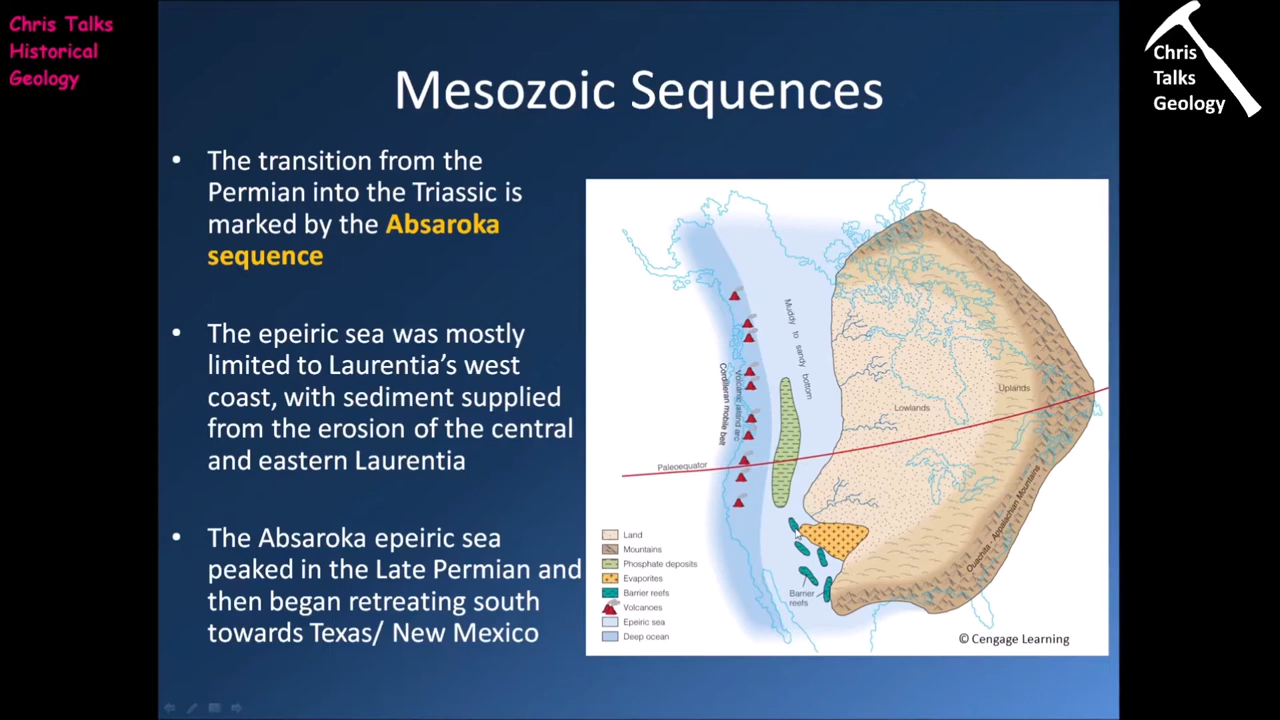 Chris Talks
Historical
Geology
Chris
Talks
Geology
Mesozoic Sequences
• The transition from the
Permian into the Triassic is
marked by the Absaroka
sequence
• The epeiric sea was mostly
limited to Laurentia’s west
coast, with sediment supplied
from the erosion of the central
and eastern Laurentia
• The Absaroka epeiric sea
peaked in the Late Permian and
then began retreating south
towards Texas/ New Mexico
Muddy to sandy bottom
Volcanic island arc
Cordilleran mobile belt
Uplands
Lowlands
Paleoequator
Ouachita - Appalachian Mountains
Barrier
reefs
Land
Mountains
Phosphate deposits
Evaporites
Barrier reefs
Volcanoes
Epeiric sea
Deep ocean
© Cengage Learning